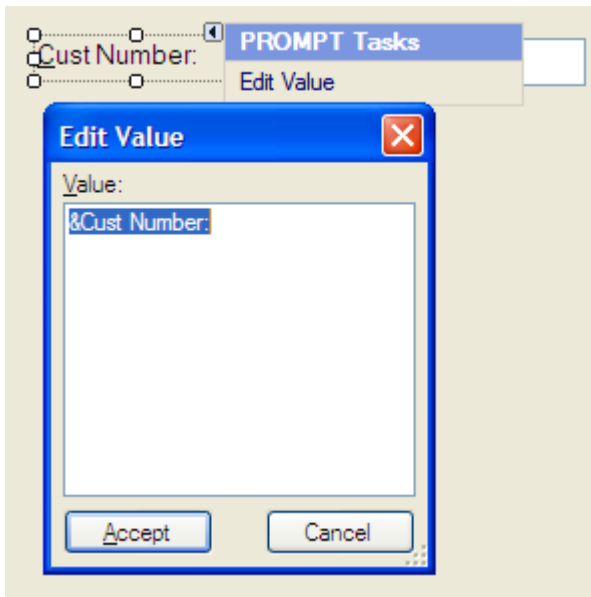 Cust Number:
PROMPT Tasks
Edit Value
Edit Value
Value:
&Cust Number:
Accept
Cancel